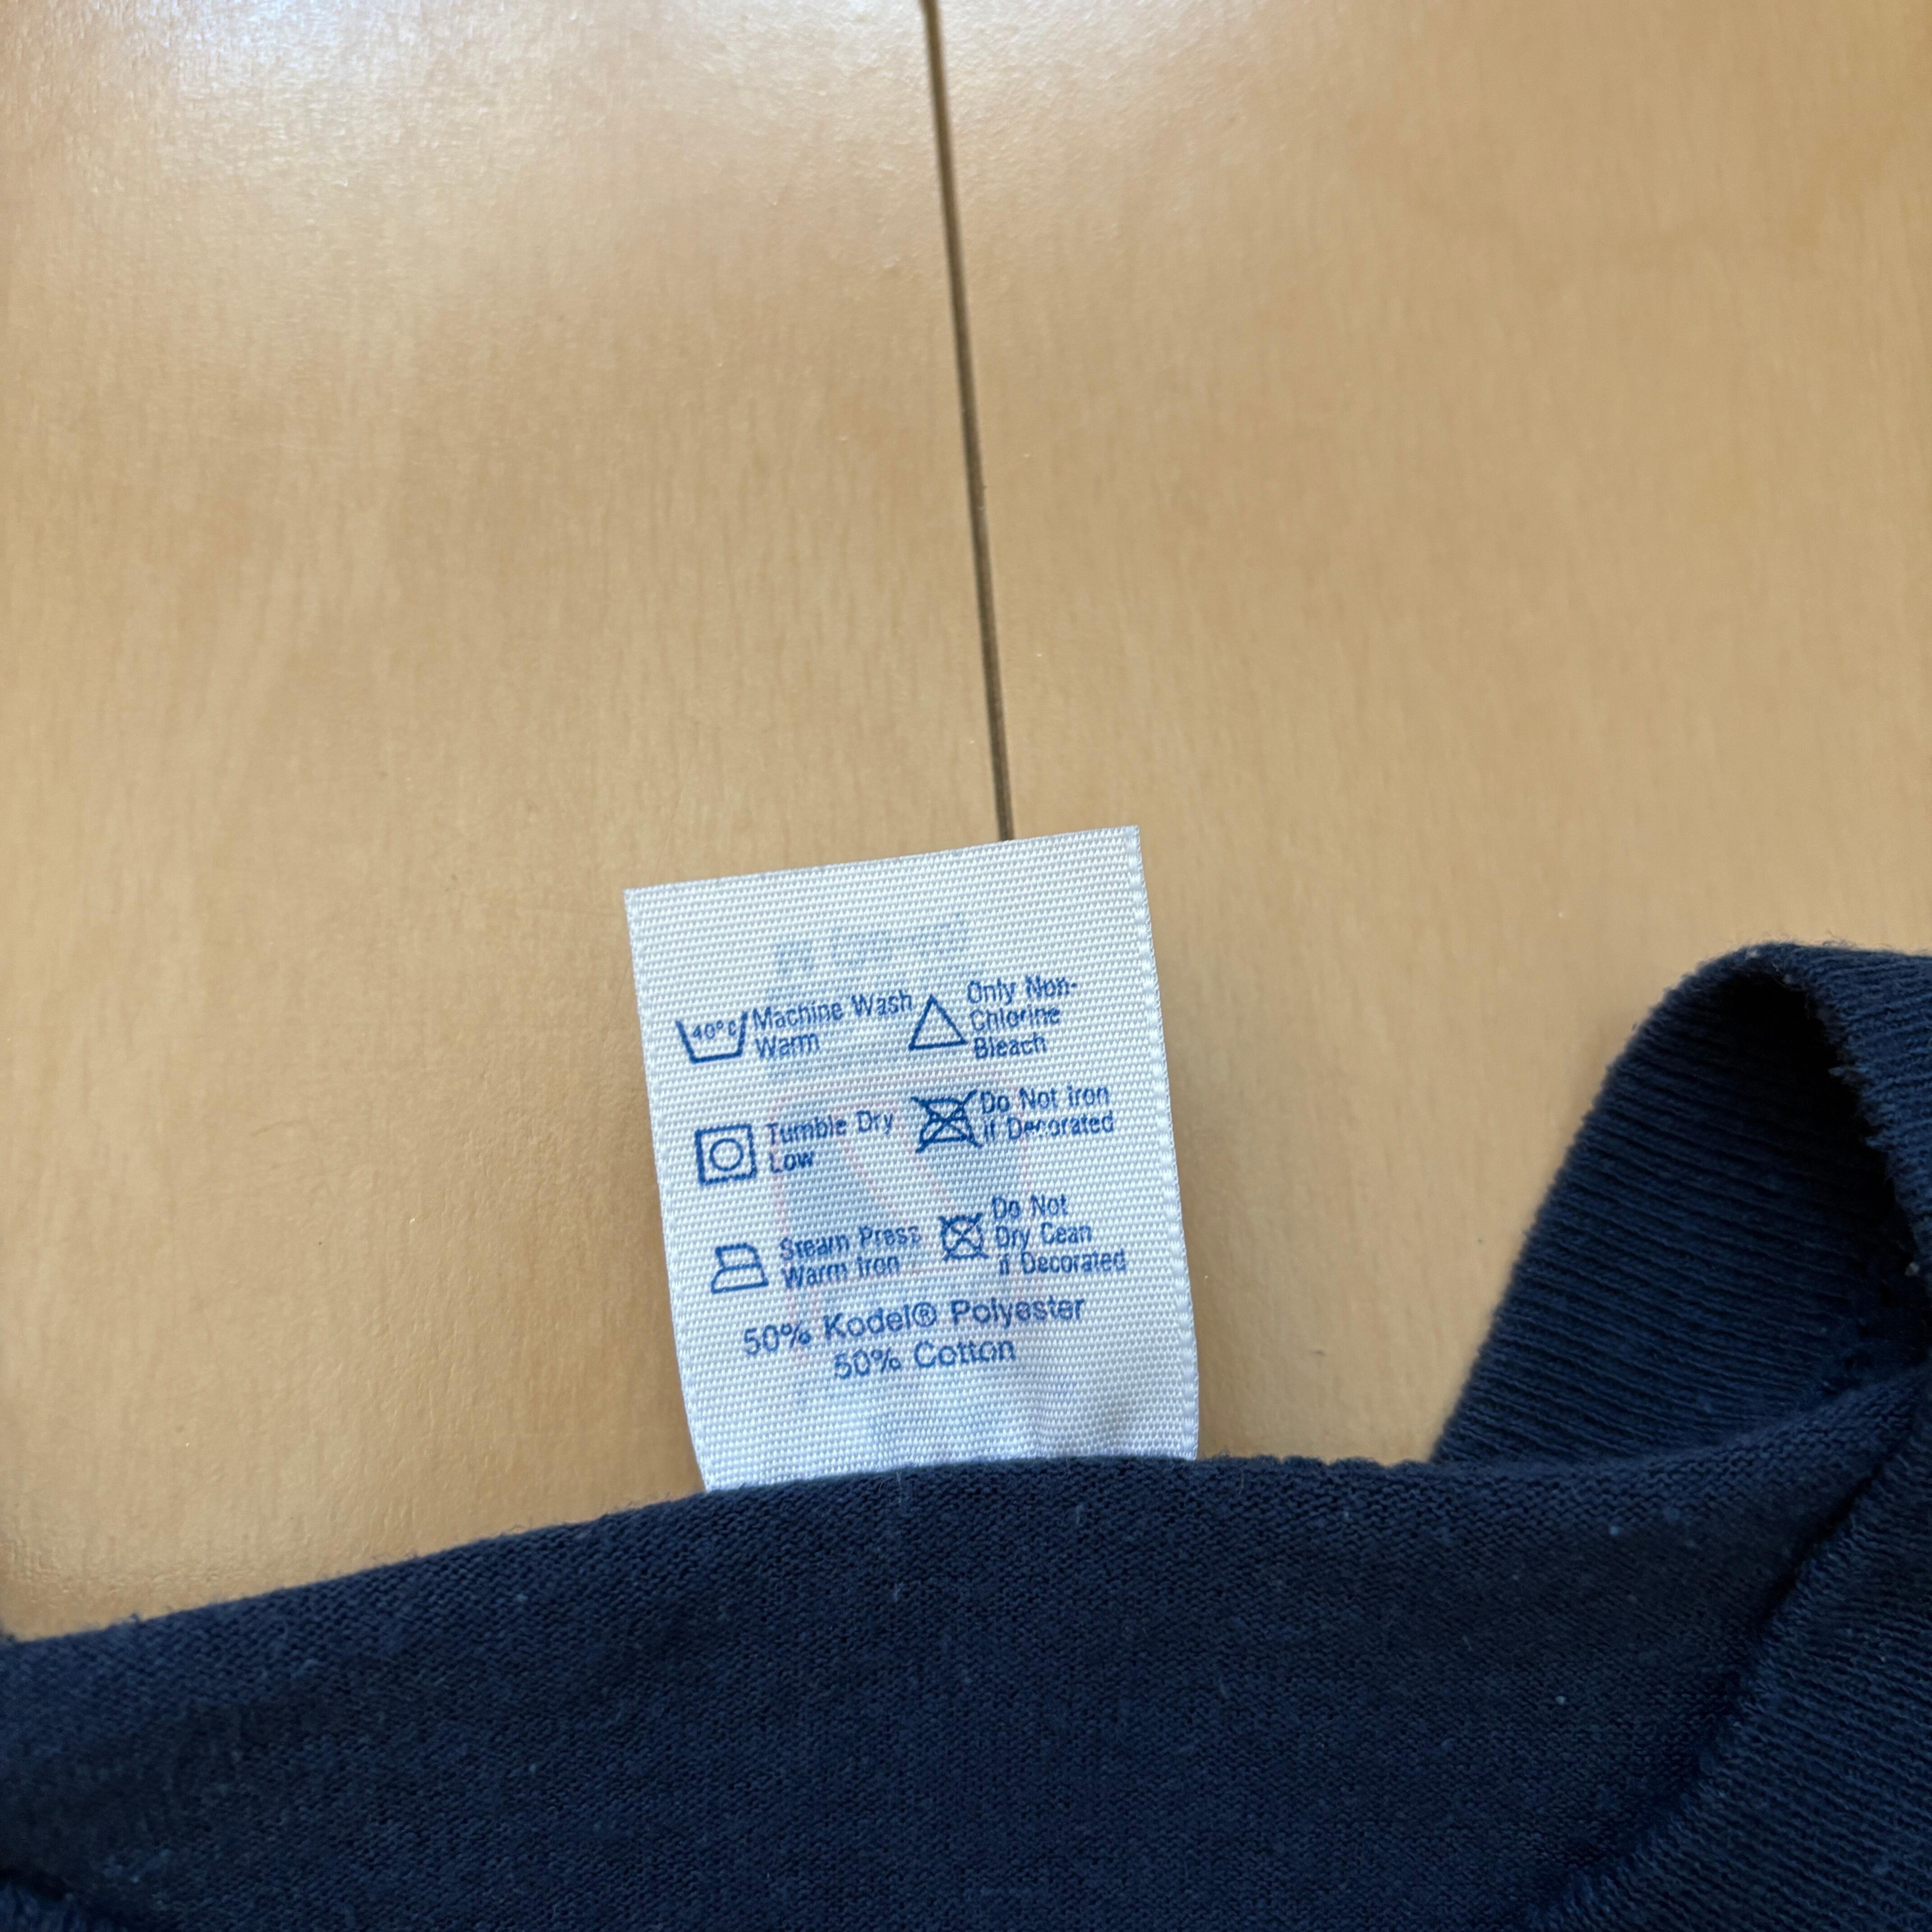 40°C Machine Wash
Warm
Only Non-
Chlorine
Bleach
Tumble Dry
Low
Do Not Iron
if Decorated
Steam Press
Warm Iron
Do Not
Dry Cean
if Decorated
50% Kodel® Polyester
50% Cotton